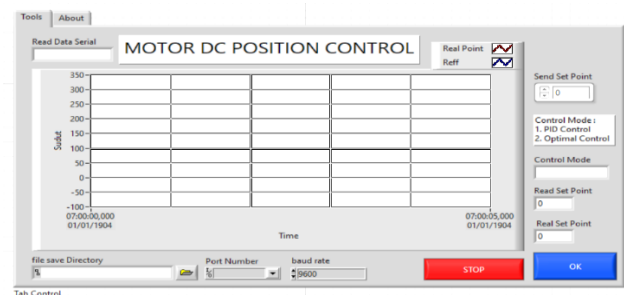 Tools About
Read Data Serial
MOTOR DC POSITION CONTROL
Real Point
Reff
350
300
250
200
150
100
50
0
-50
-100
Sudut
07:00:00,000
01/01/1904
07:00:05,000
01/01/1904
Time
Send Set Point
0
Control Mode :
1. PID Control
2. Optimal Control
Control Mode
Read Set Point
0
Real Set Point
0
file save Directory
Port Number
baud rate
9600
STOP
OK
Tab Control